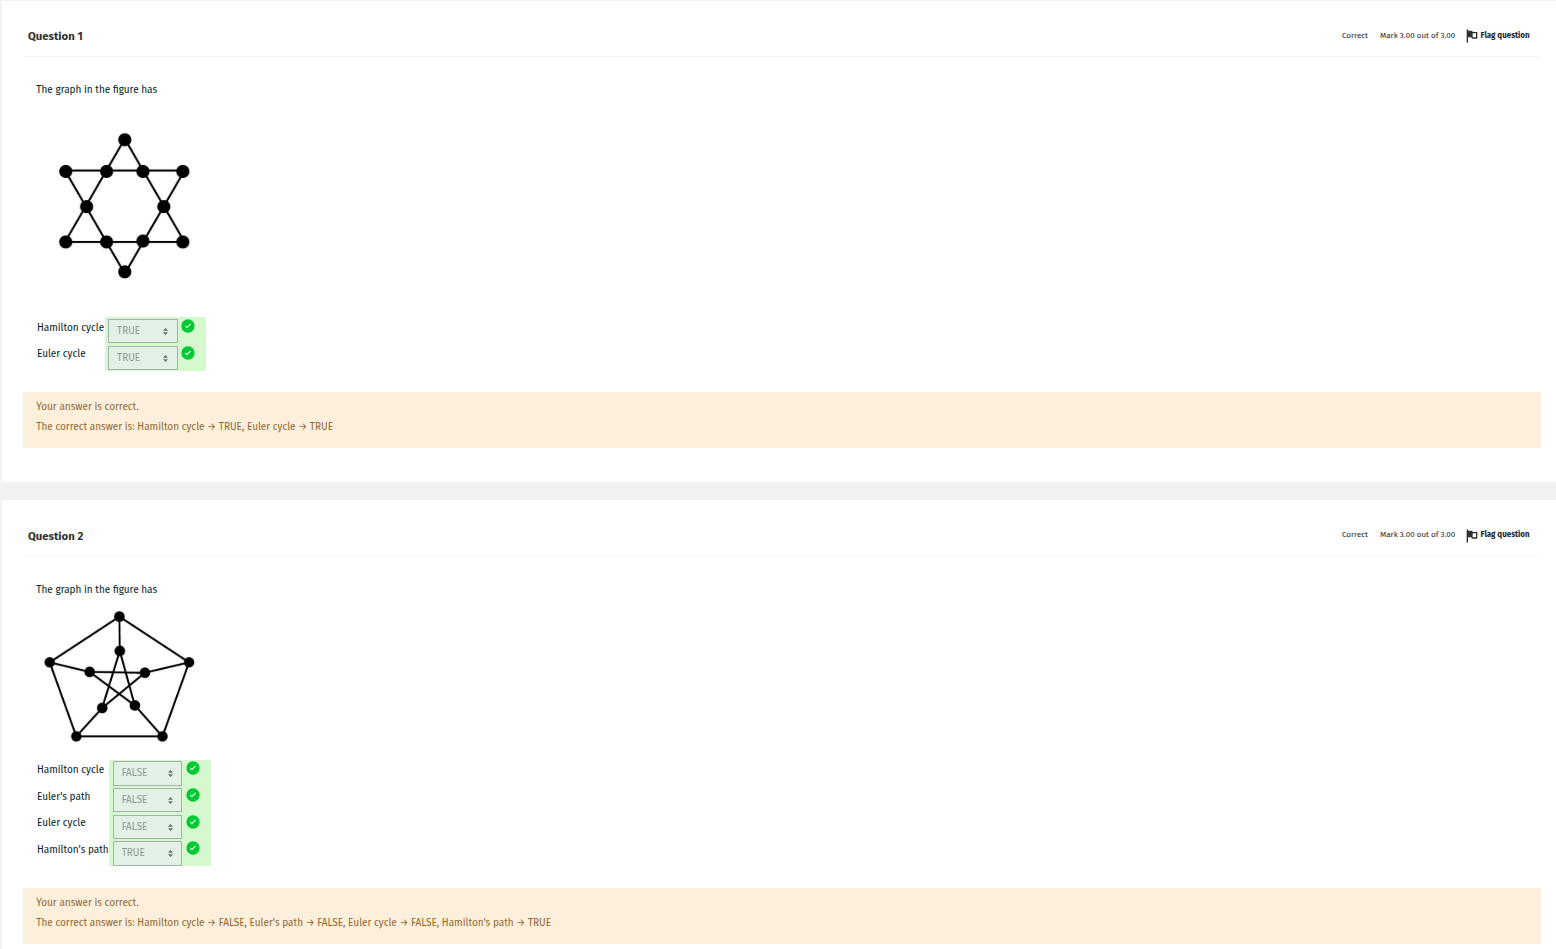 Question 1
Correct Mark 3.00 out of 3.00 Flag question
The graph in the figure has
Hamilton cycle TRUE
Euler cycle TRUE
Your answer is correct.
The correct answer is: Hamilton cycle → TRUE, Euler cycle → TRUE
Question 2
Correct Mark 3.00 out of 3.00 Flag question
The graph in the figure has
Hamilton cycle FALSE
Euler's path FALSE
Euler cycle FALSE
Hamilton's path TRUE
Your answer is correct.
The correct answer is: Hamilton cycle → FALSE, Euler's path → FALSE, Euler cycle → FALSE, Hamilton's path → TRUE